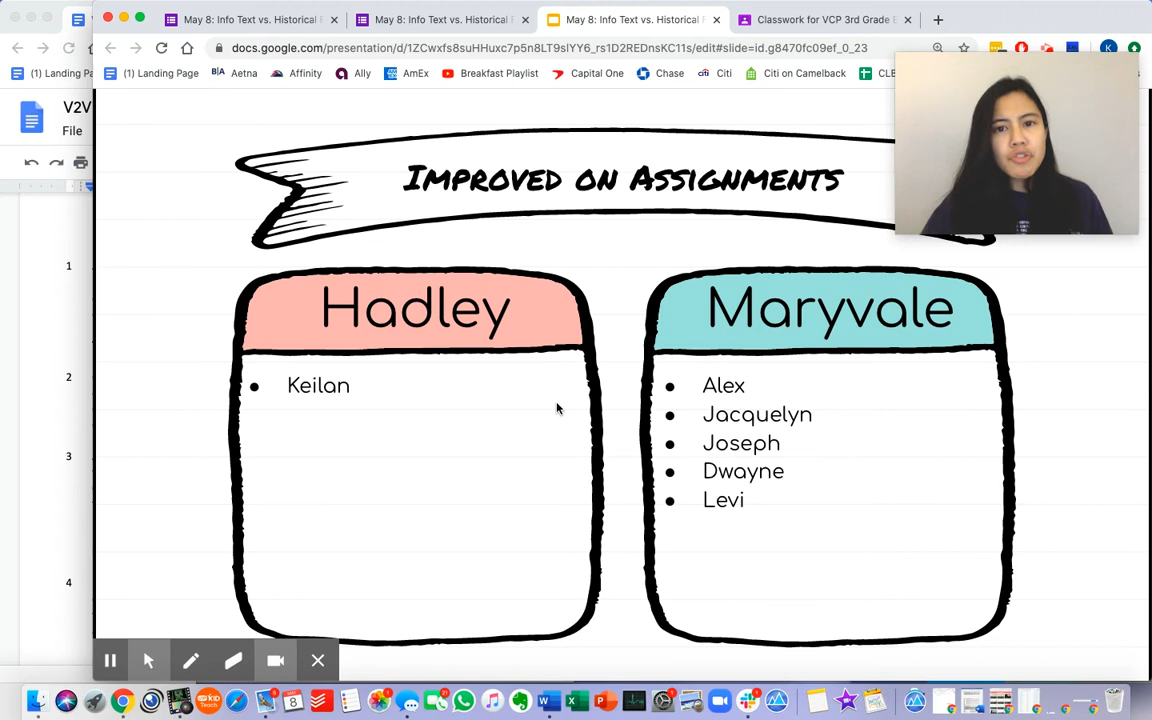 May 8: Info Text vs. Historical F
May 8: Info Text vs. Historical F
May 8: Info Text vs. Historical F
Classwork for VCP 3rd Grade E
docs.google.com/presentation/d/1ZCwxfs8suHHuxc7p5n8LT9slYY6_rs1D2REDnsKC11s/edit#slide=id.g8470fc09ef_0_23
K
(1) Landing Pag
(1) Landing Page
Aetna
Affinity
Ally
AmEx
Breakfast Playlist
Capital One
Chase
Citi
Citi on Camelback
CLE
V2V
File
Improved on Assignments
1
2
3
4
Hadley
Maryvale
Keilan
Alex
Jacquelyn
Joseph
Dwayne
Levi